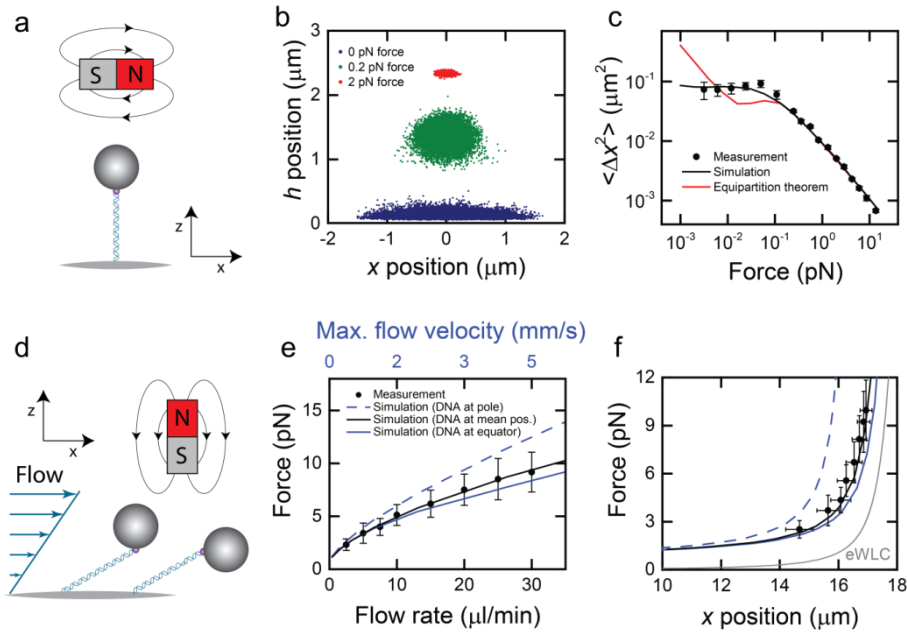 a
S N
z
x
b
h position (μm)
3
2
1
0
0 pN force
0.2 pN force
2 pN force
-2 -1 0 1 2
x position (μm)
c
<Δx²> (μm²)
10⁻¹
10⁻²
10⁻³
Measurement
Simulation
Equipartition theorem
10⁻³ 10⁻² 10⁻¹ 10⁰ 10¹
Force (pN)
d
z
x
N
S
Flow
e
Max. flow velocity (mm/s)
0 2 3 4 5
Force (pN)
15
10
5
0
Measurement
Simulation (DNA at pole)
Simulation (DNA at mean pos.)
Simulation (DNA at equator)
0 10 20 30
Flow rate (μl/min)
f
Force (pN)
12
9
6
3
0
eWLC
10 12 14 16 18
x position (μm)